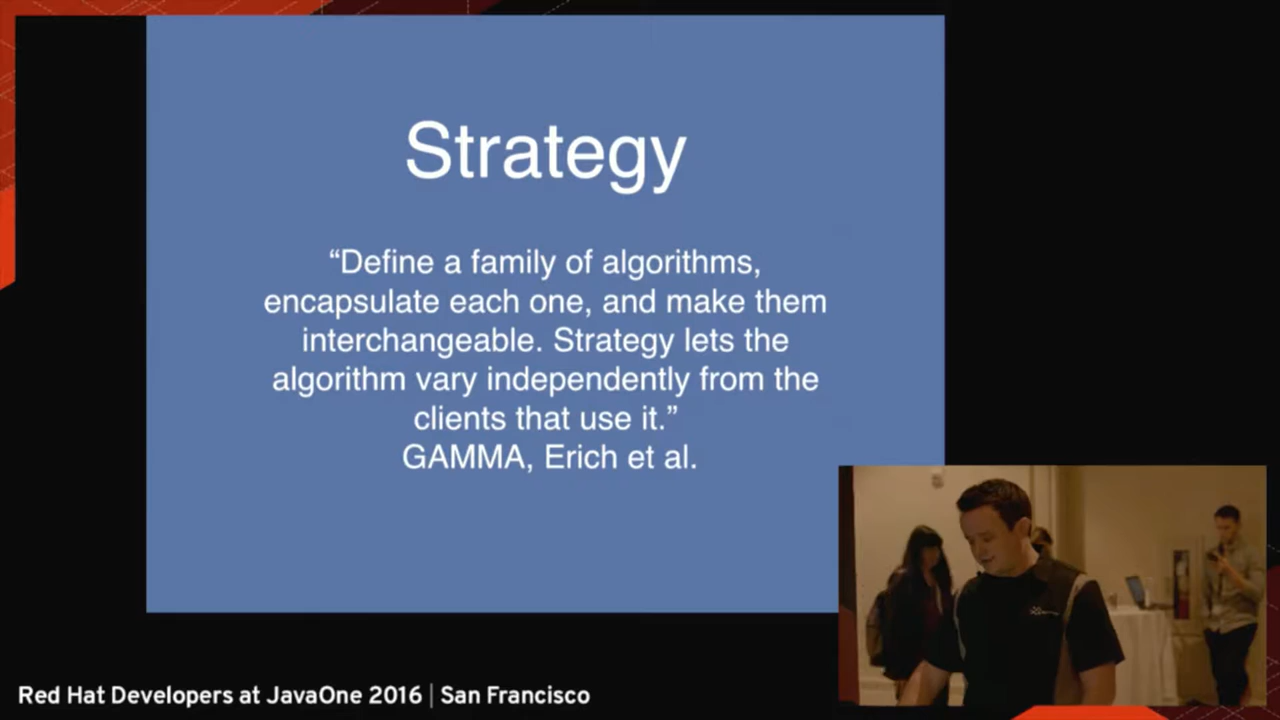 Strategy
“Define a family of algorithms,
encapsulate each one, and make them
interchangeable. Strategy lets the
algorithm vary independently from the
clients that use it.”
GAMMA, Erich et al.
Red Hat Developers at JavaOne 2016 | San Francisco